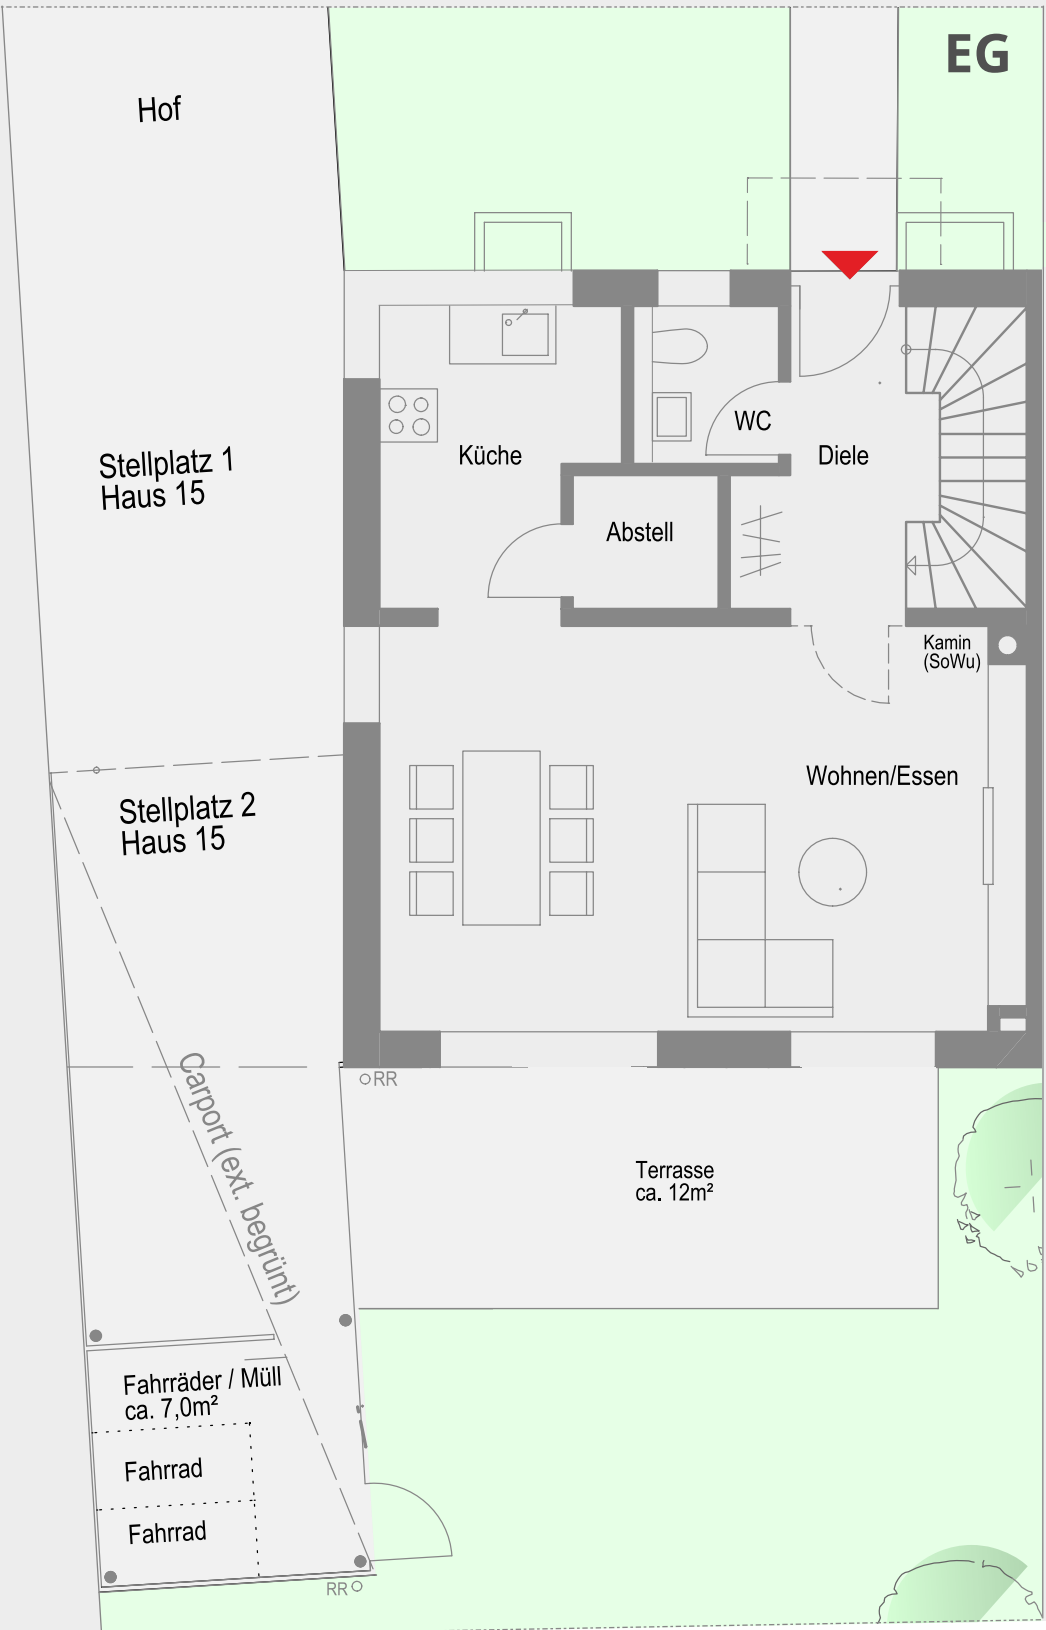 EG
Hof
Küche
WC
Diele
Stellplatz 1
Haus 15
Abstell
Kamin
(SoWu)
Wohnen/Essen
Stellplatz 2
Haus 15
RR
Carport (ext. begrünt)
Terrasse
ca. 12m²
Fahrräder / Müll
ca. 7,0m²
Fahrrad
Fahrrad
RR